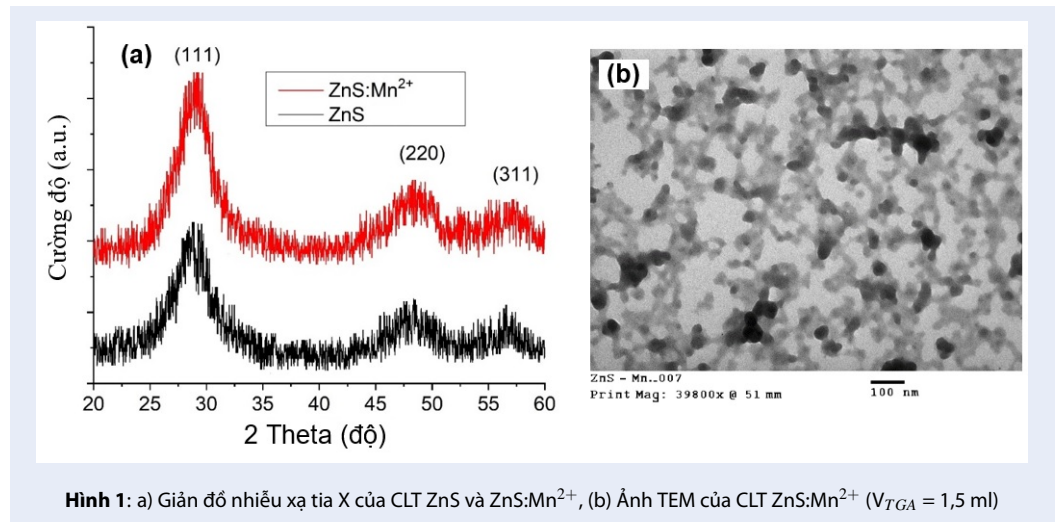 (a)
(111)
ZnS:Mn²⁺
ZnS
(220)
(311)
Cường độ (a.u.)
20 25 30 35 40 45 50 55 60
2 Theta (độ)
(b)
ZnS - Mn..007
Print Mag: 39800x @ 51 mm
100 nm
Hình 1: a) Giản đồ nhiễu xạ tia X của CLT ZnS và ZnS:Mn²⁺, (b) Ảnh TEM của CLT ZnS:Mn²⁺ (V_TGA = 1,5 ml)